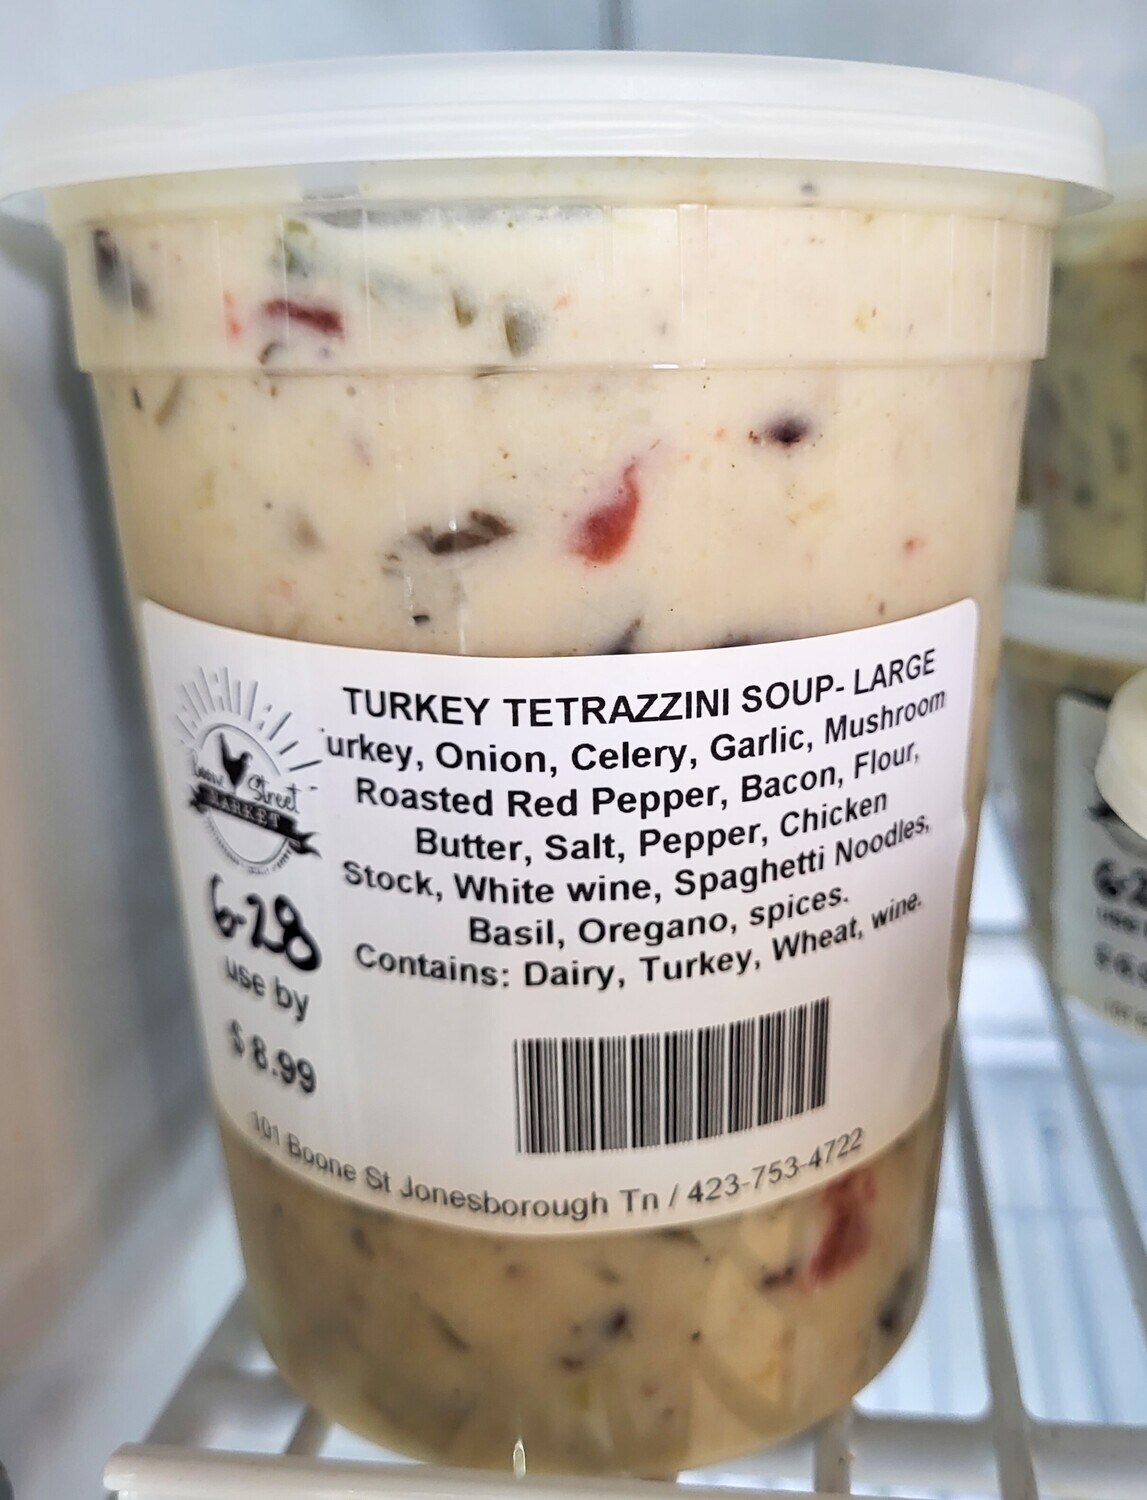 TURKEY TETRAZZINI SOUP- LARGE
urkey, Onion, Celery, Garlic, Mushroom
Roasted Red Pepper, Bacon, Flour,
Butter, Salt, Pepper, Chicken
Stock, White wine, Spaghetti Noodles,
Basil, Oregano, spices.
Contains: Dairy, Turkey, Wheat, wine.
Street
MARKET
6-28
use by
$8.99
101 Boone St Jonesborough Tn / 423-753-4722